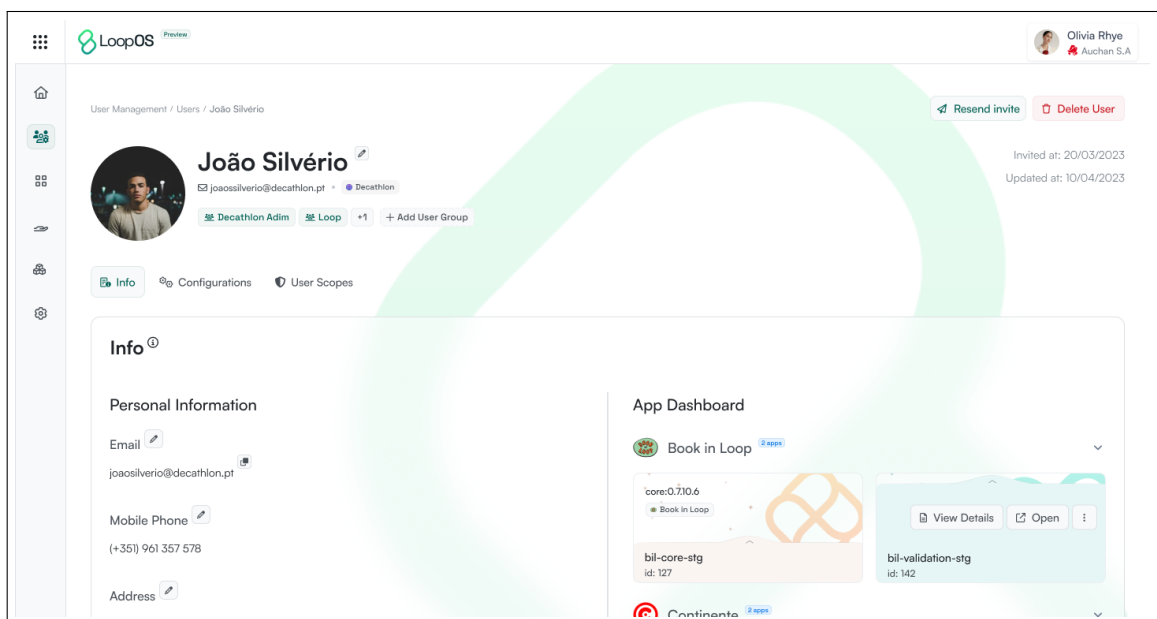 LoopOS Preview
Olivia Rhye
Auchan S.A
User Management / Users / João Silvério
Resend invite
Delete User
João Silvério
Invited at: 20/03/2023
joaossilverio@decathlon.pt • Decathlon
Updated at: 10/04/2023
Decathlon Adim Loop +1 + Add User Group
Info Configurations User Scopes
Info
Personal Information
Email
joaosilverio@decathlon.pt
Mobile Phone
(+351) 961 357 578
Address
App Dashboard
Book in Loop 2 apps
core:0.7.10.6
Book in Loop
bil-core-stg
id: 127
View Details Open
bil-validation-stg
id: 142
Continente 2 apps